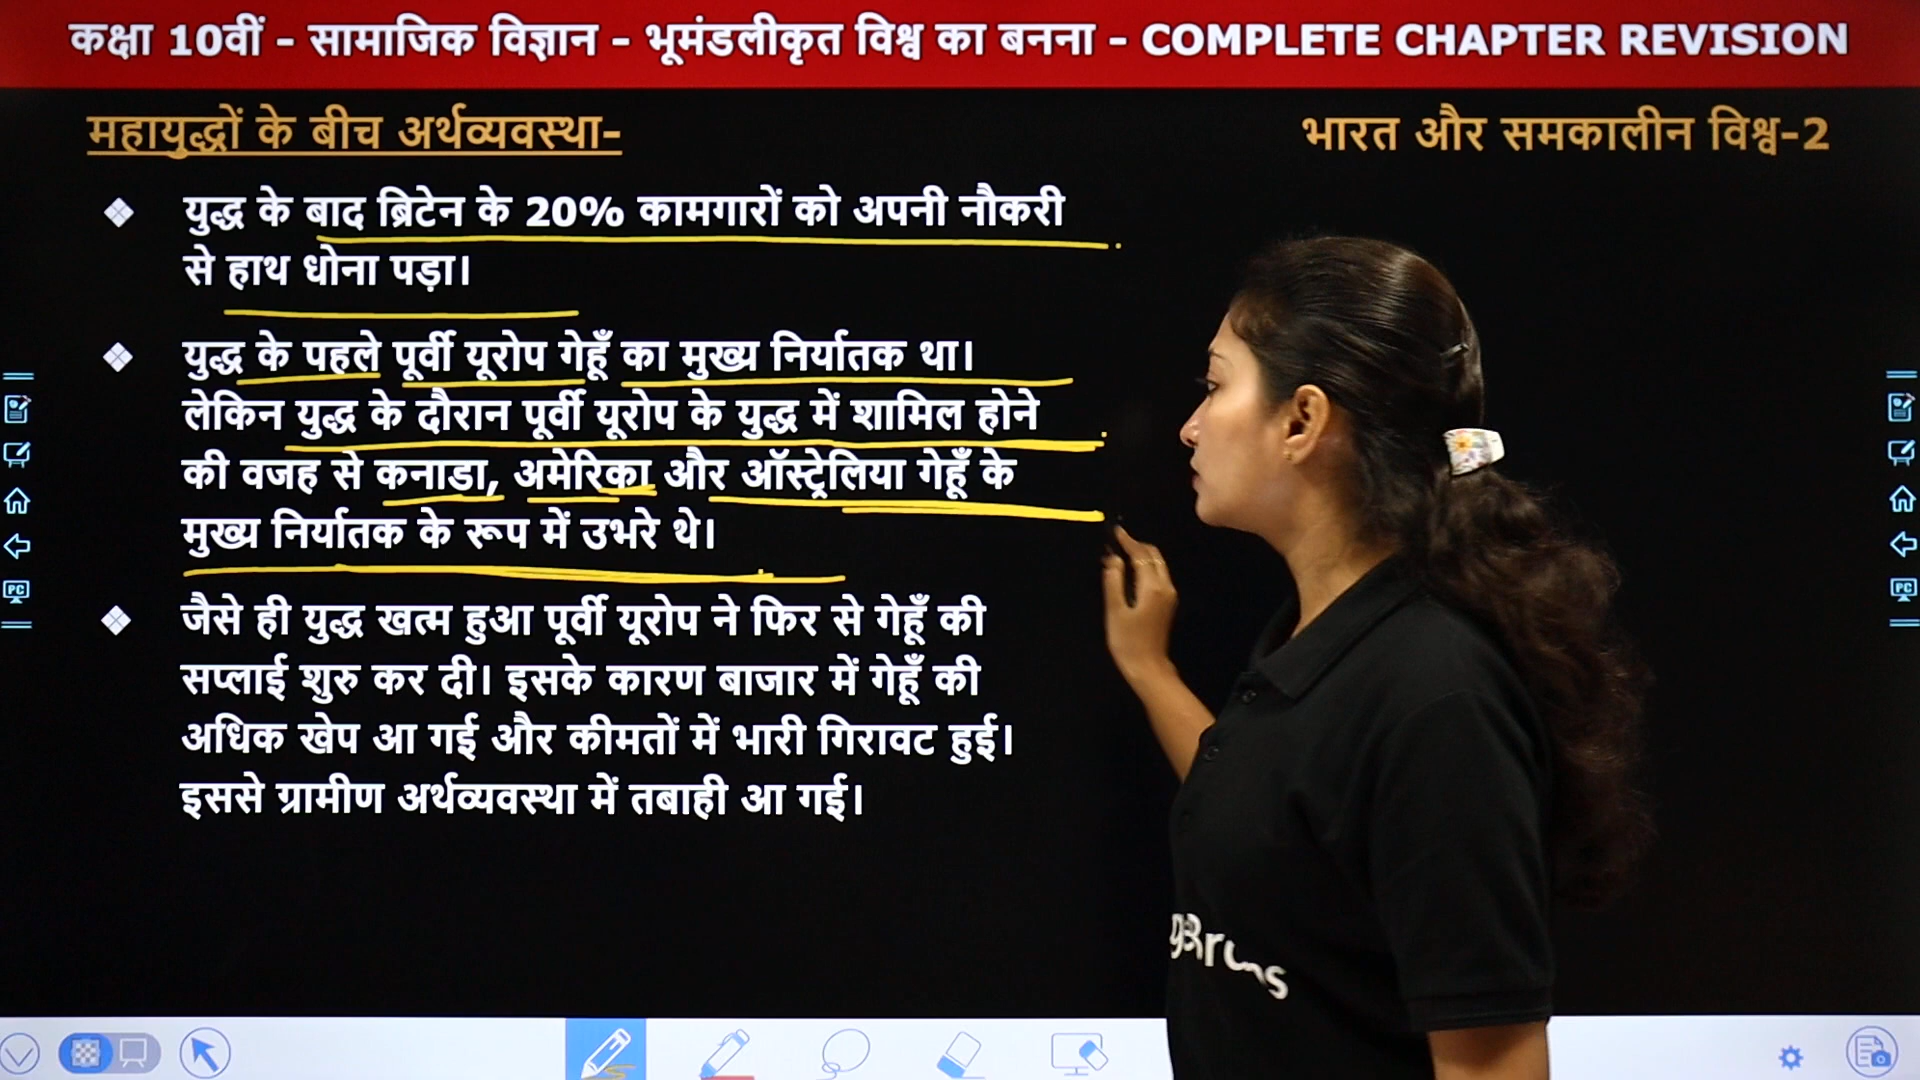 कक्षा 10वीं - सामाजिक विज्ञान - भूमंडलीकृत विश्व का बनना - COMPLETE CHAPTER REVISION
महायुद्धों के बीच अर्थव्यवस्था-
भारत और समकालीन विश्व-2
युद्ध के बाद ब्रिटेन के 20% कामगारों को अपनी नौकरी
से हाथ धोना पड़ा।
युद्ध के पहले पूर्वी यूरोप गेहूँ का मुख्य निर्यातक था।
लेकिन युद्ध के दौरान पूर्वी यूरोप के युद्ध में शामिल होने
की वजह से कनाडा, अमेरिका और ऑस्ट्रेलिया गेहूँ के
मुख्य निर्यातक के रूप में उभरे थे।
जैसे ही युद्ध खत्म हुआ पूर्वी यूरोप ने फिर से गेहूँ की
सप्लाई शुरु कर दी। इसके कारण बाजार में गेहूँ की
अधिक खेप आ गई और कीमतों में भारी गिरावट हुई।
इससे ग्रामीण अर्थव्यवस्था में तबाही आ गई।
PC
PC